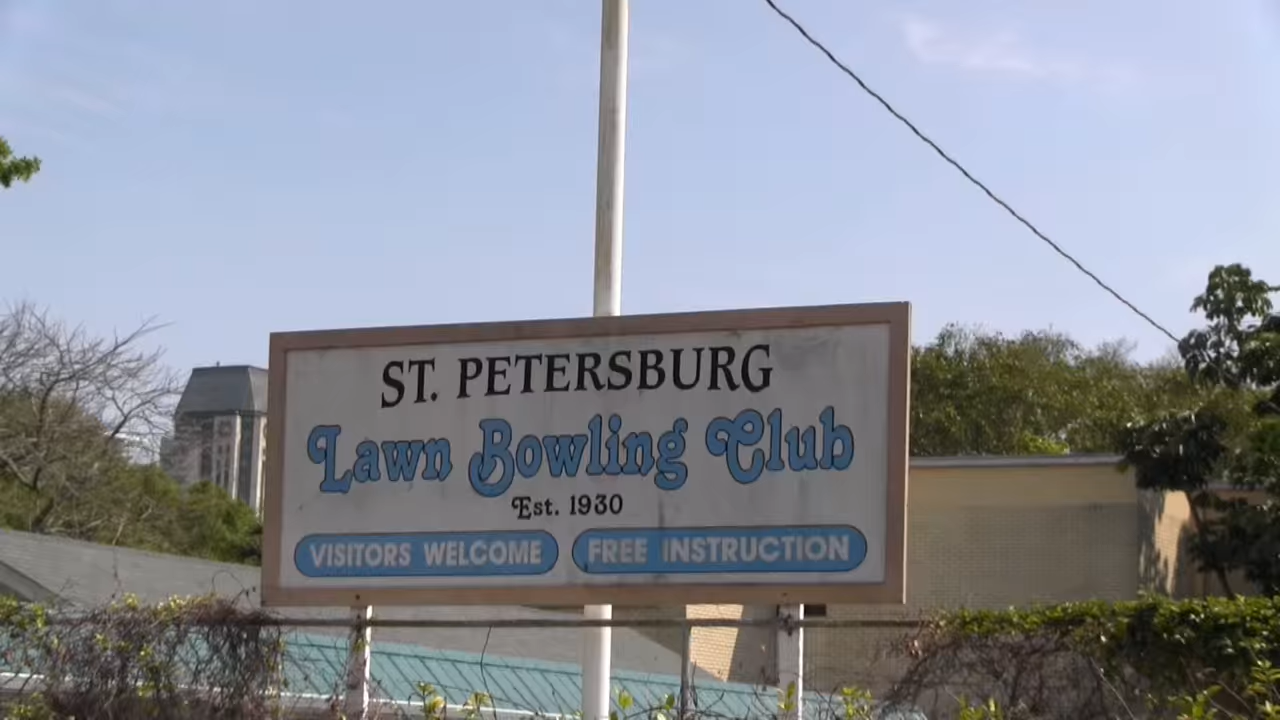 ST. PETERSBURG
Lawn Bowling Club
Est. 1930
VISITORS WELCOME FREE INSTRUCTION